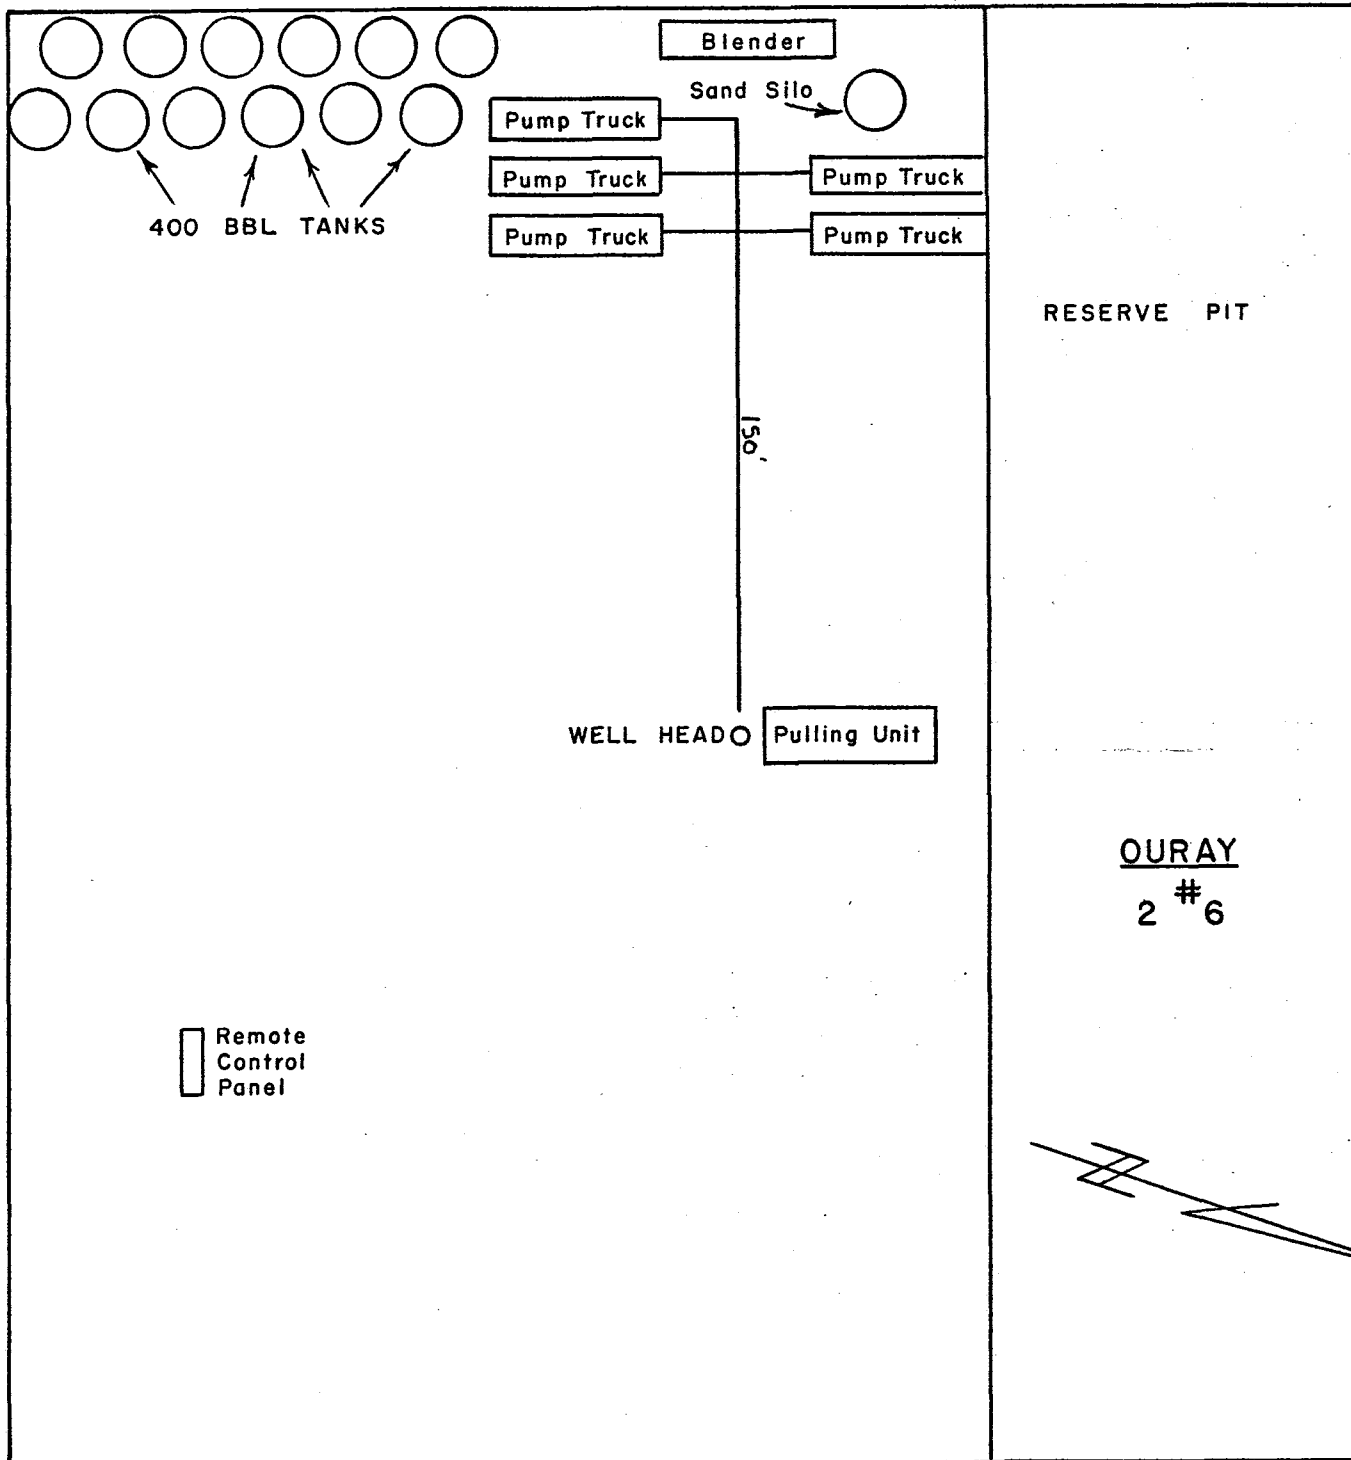 Blender
Sand Silo
Pump Truck
Pump Truck
Pump Truck
Pump Truck
Pump Truck
400 BBL TANKS
RESERVE PIT
150'
WELL HEAD
Pulling Unit
OURAY
2 #6
Remote
Control
Panel
N